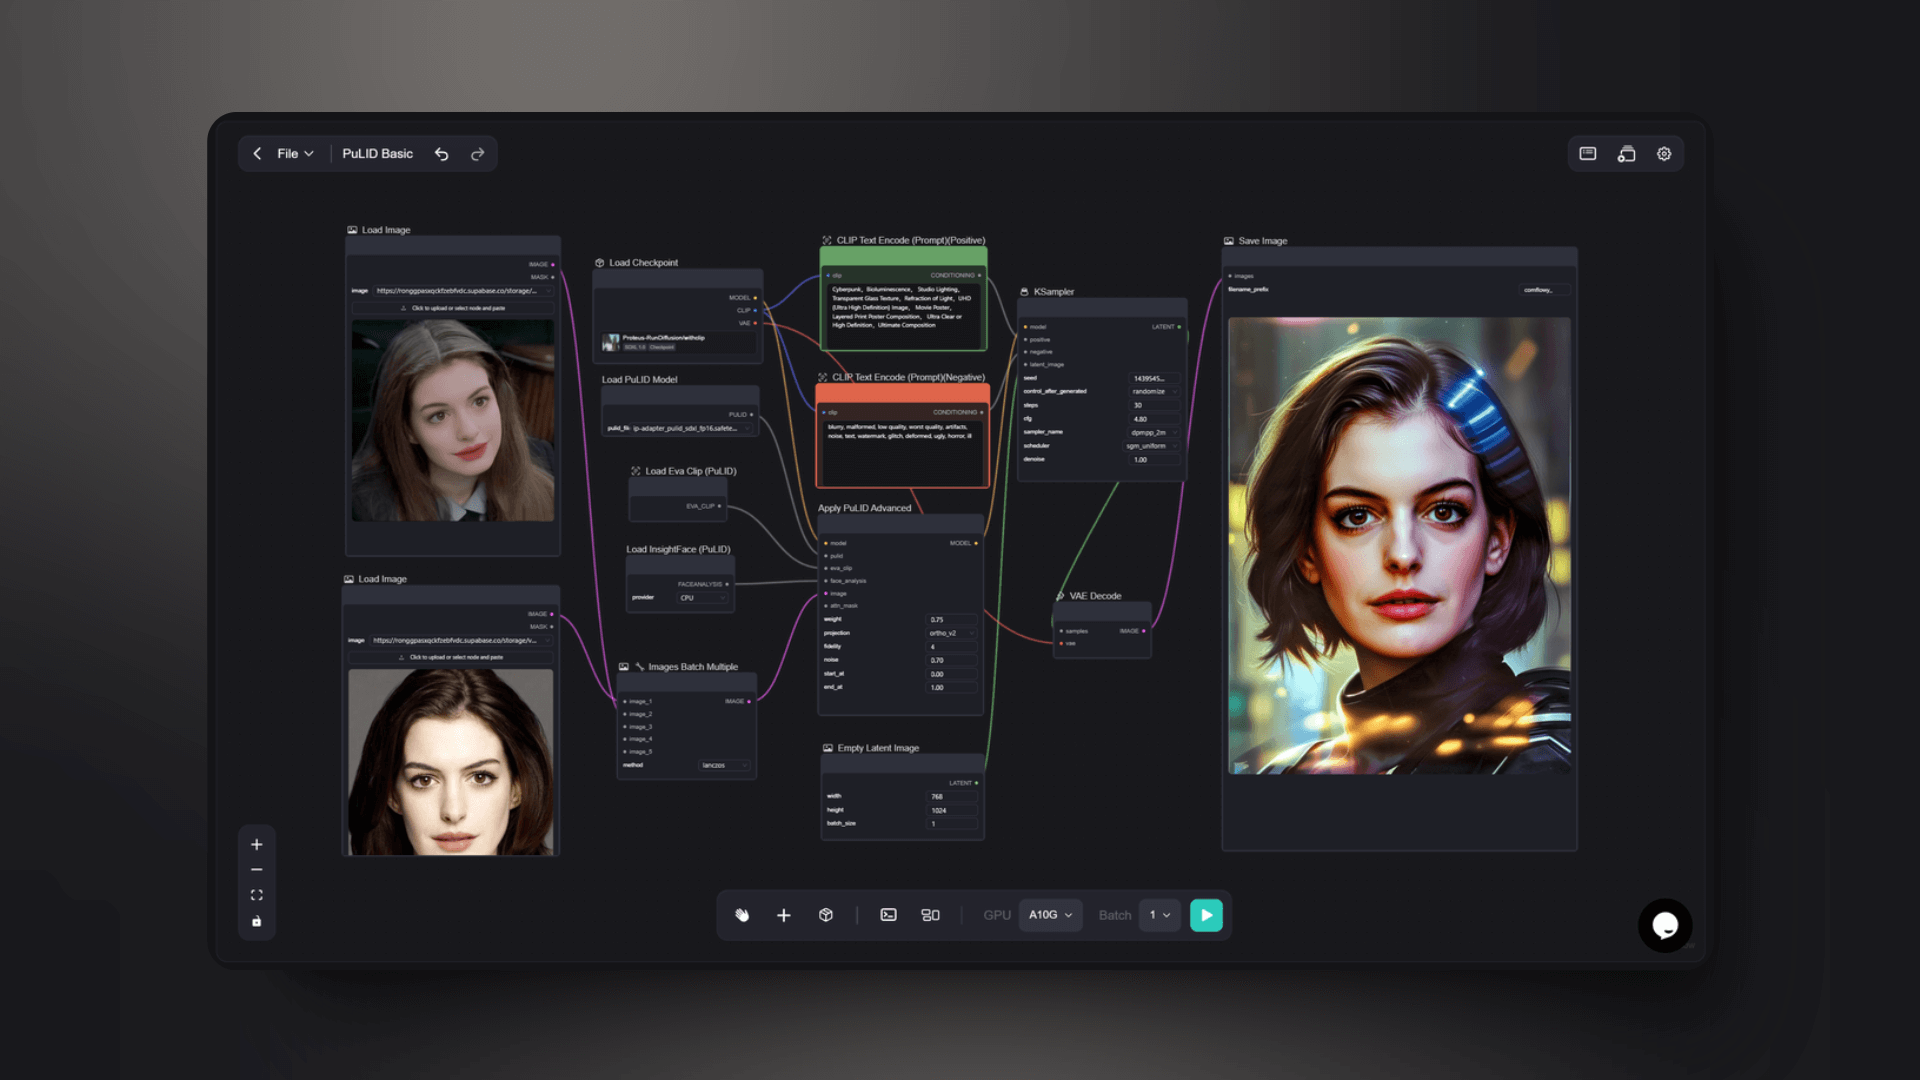 File
PuLID Basic
Load Image
IMAGE
MASK
image
https://ronggpasxqckfzebfvdc.supabase.co/storage/...
Click to upload or select node and paste
Load Image
IMAGE
MASK
image
https://ronggpasxqckfzebfvdc.supabase.co/storage/v...
Click to upload or select node and paste
Load Checkpoint
MODEL
CLIP
VAE
Proteus-RunDiffusion/withclip
SDXL 1.0 Checkpoint
Load PuLID Model
PULID
pulid_file ip-adapter_pulid_sdxl_fp16.safete...
Load Eva Clip (PuLID)
EVA_CLIP
Load InsightFace (PuLID)
FACEANALYSIS
provider CPU
Images Batch Multiple
image_1 IMAGE
image_2
image_3
image_4
image_5
method lanczos
CLIP Text Encode (Prompt)(Positive)
clip CONDITIONING
Cyberpunk, Bioluminescence, Studio Lighting,
Transparent Glass Texture, Refraction of Light, UHD
(Ultra High Definition) Image, Movie Poster,
Layered Print Poster Composition, Ultra Clear or
High Definition, Ultimate Composition
CLIP Text Encode (Prompt)(Negative)
clip CONDITIONING
blurry, malformed, low quality, worst quality, artifacts,
noise, text, watermark, glitch, deformed, ugly, horror, ill
Apply PuLID Advanced
model MODEL
pulid
eva_clip
face_analysis
image
attn_mask
weight 0.75
projection ortho_v2
fidelity 4
noise 0.70
start_at 0.00
end_at 1.00
Empty Latent Image
LATENT
width 768
height 1024
batch_size 1
KSampler
model LATENT
positive
negative
latent_image
seed 1439545...
control_after_generated randomize
steps 30
cfg 4.80
sampler_name dpmpp_2m
scheduler sgm_uniform
denoise 1.00
VAE Decode
samples IMAGE
vae
Save Image
images
filename_prefix comflowy_
GPU A10G
Batch 1